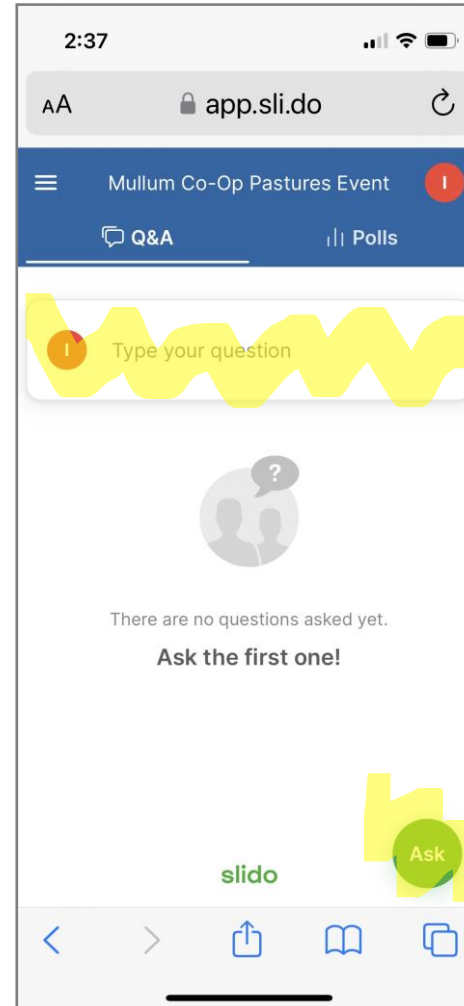 2:37
AA app.sli.do
Mullum Co-Op Pastures Event I
Q&A Polls
I Type your question
?
There are no questions asked yet.
Ask the first one!
Ask
slido